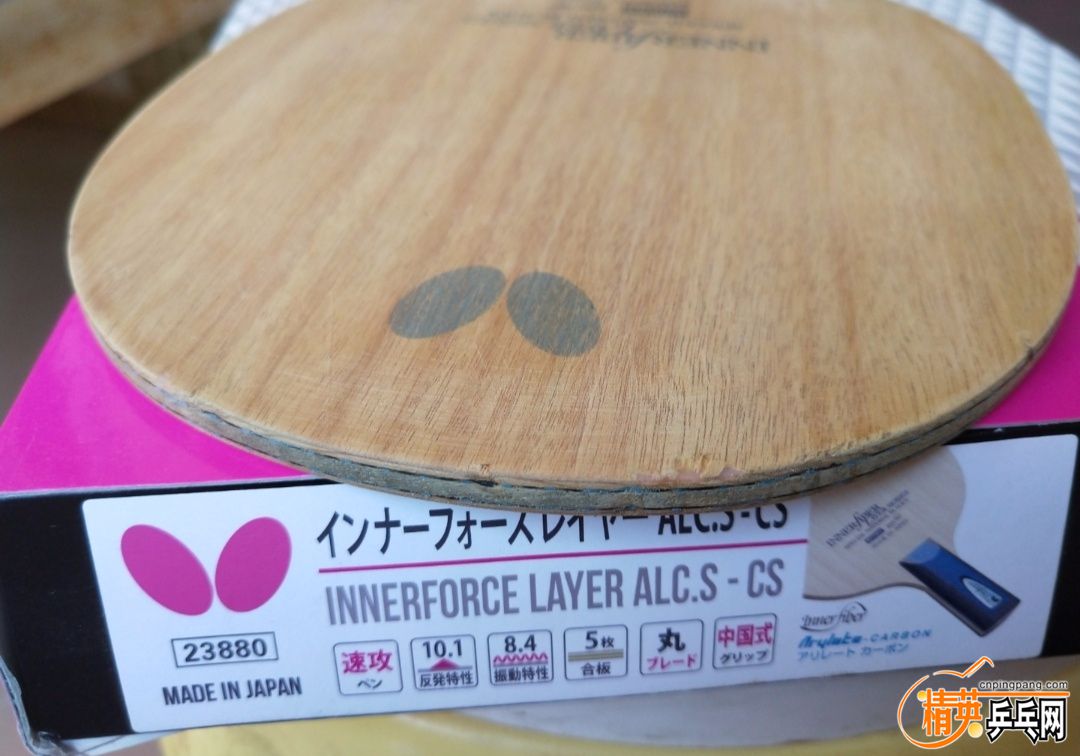 インナーフォースレイヤー ALC.S - CS
INNERFORCE LAYER ALC.S - CS
23880
MADE IN JAPAN
速攻
ペン
10.1
反発特性
8.4
振動特性
5枚
合板
丸
ブレード
中国式
グリップ
Innerfiber
Arylate-CARBON
アリレート カーボン
cnpingpang.com
精英乒乓网